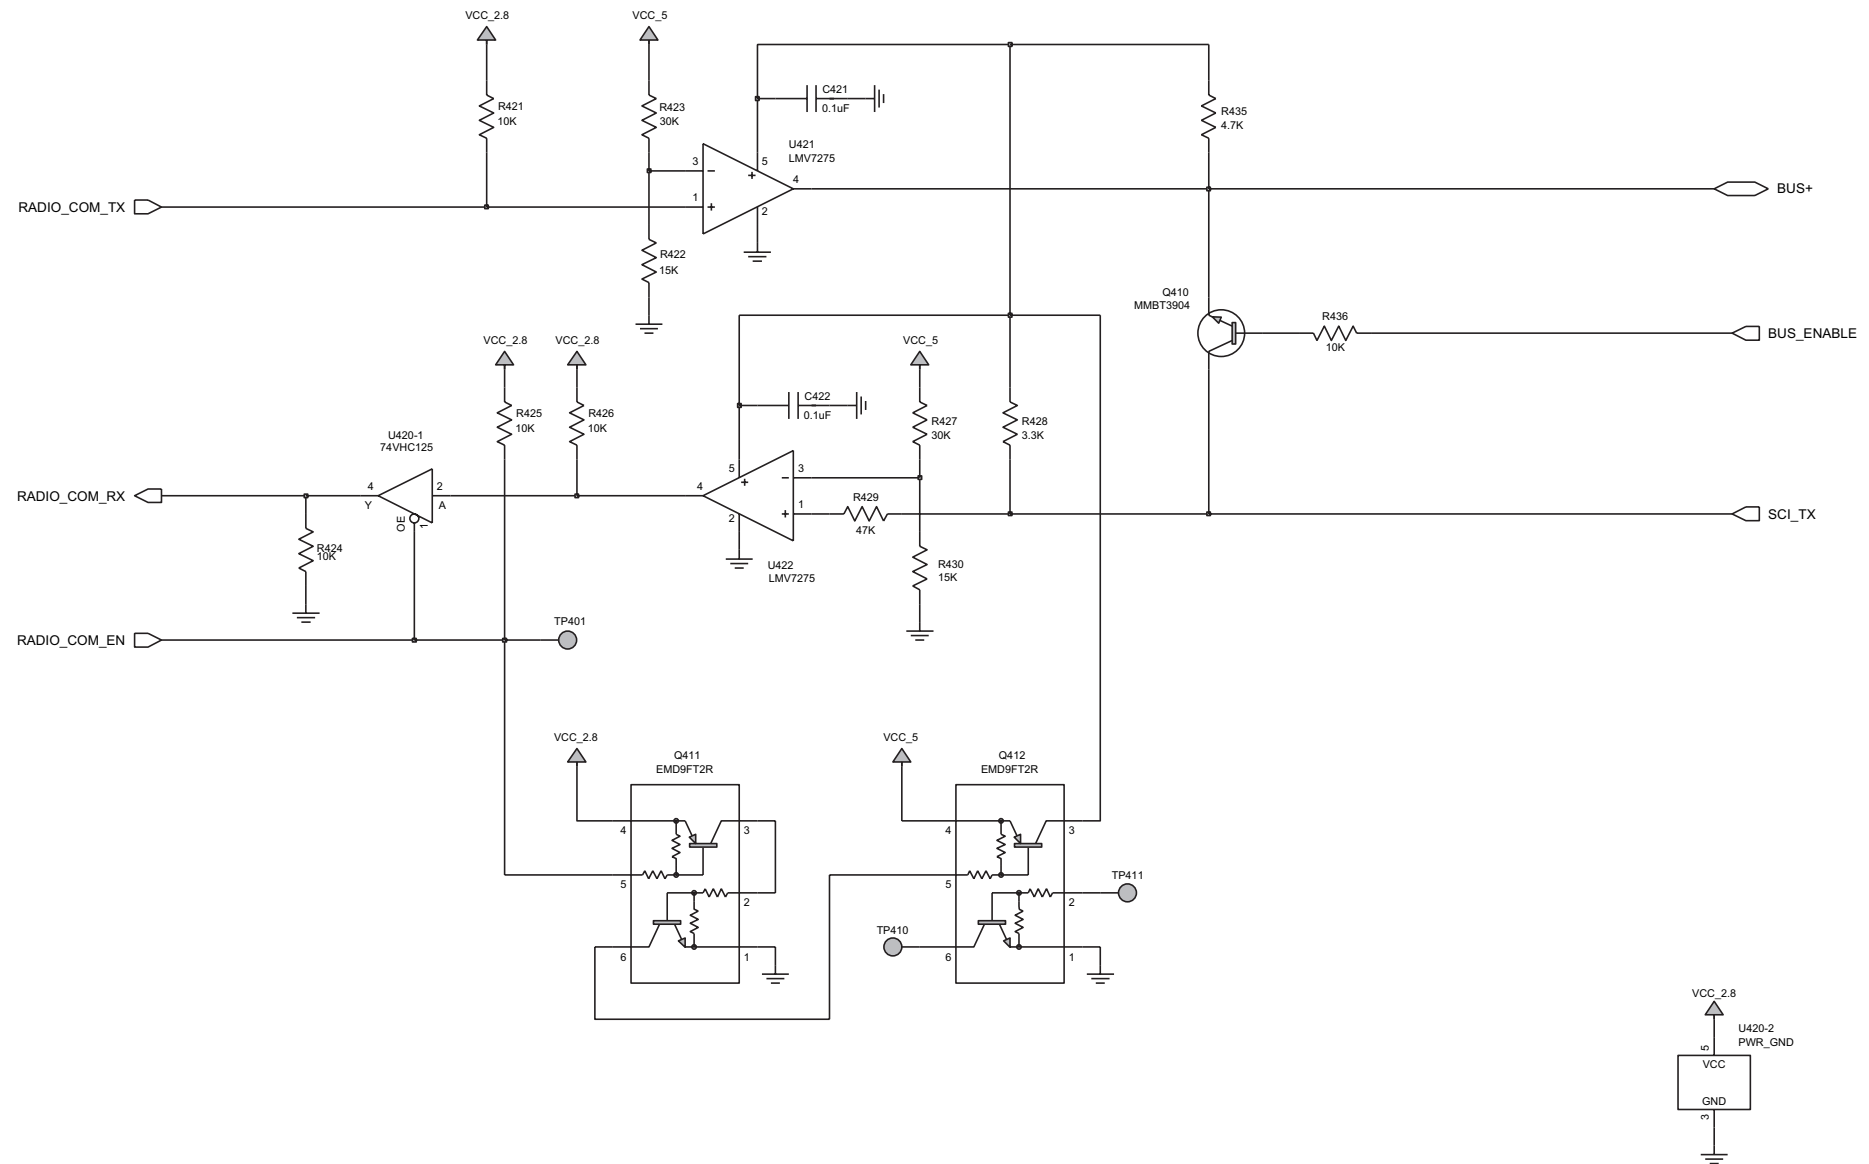 VCC_2.8
VCC_5
R421
10K
R423
30K
C421
0.1uF
R435
4.7K
U421
LMV7275
3
5
4
1
2
+
−
+
RADIO_COM_TX
BUS+
R422
15K
Q410
MMBT3904
R436
10K
BUS_ENABLE
VCC_2.8
VCC_2.8
VCC_5
R425
10K
R426
10K
C422
0.1uF
R427
30K
R428
3.3K
U420-1
74VHC125
4
Y
2
A
OE
1
RADIO_COM_RX
4
5
3
2
1
+
−
+
R429
47K
SCI_TX
R424
10K
U422
LMV7275
R430
15K
RADIO_COM_EN
TP401
VCC_2.8
Q411
EMD9FT2R
VCC_5
Q412
EMD9FT2R
4
3
5
2
6
1
4
3
5
2
6
1
TP411
TP410
VCC_2.8
U420-2
PWR_GND
5
VCC
GND
3